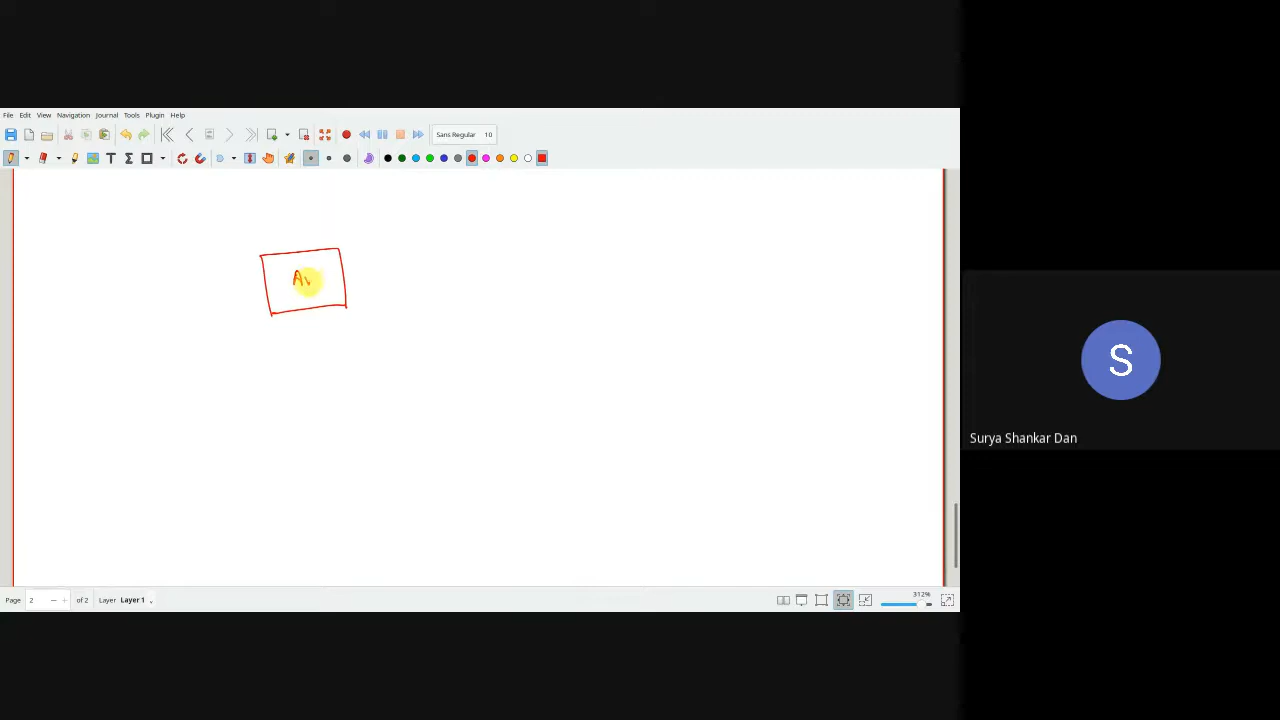 File Edit View Navigation Journal Tools Plugin Help
Sans Regular 10
S
Surya Shankar Dan
Page 2 of 2 Layer Layer 1 312%